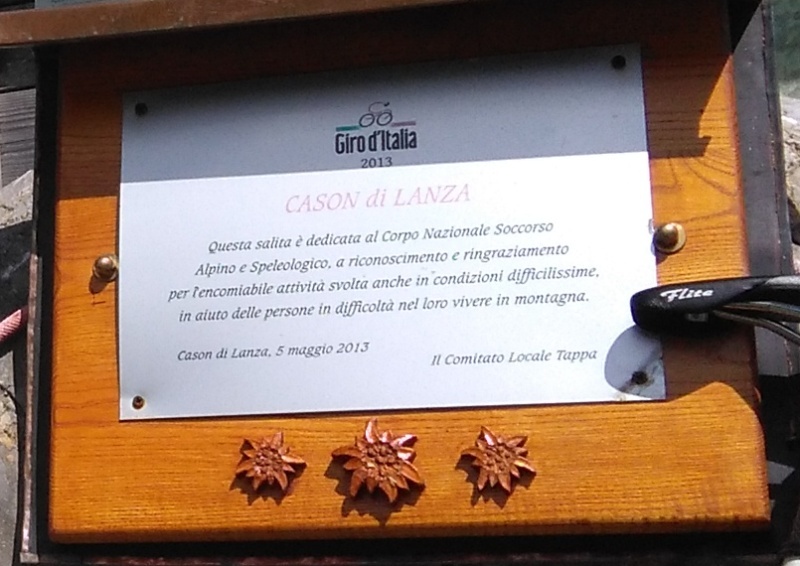 Giro d'Italia
2013
CASON di LANZA
Questa salita è dedicata al Corpo Nazionale Soccorso
Alpino e Speleologico, a riconoscimento e ringraziamento
per l'encomiabile attività svolta anche in condizioni difficilissime,
in aiuto delle persone in difficoltà nel loro vivere in montagna.
Cason di Lanza, 5 maggio 2013
Il Comitato Locale Tappa
Flite